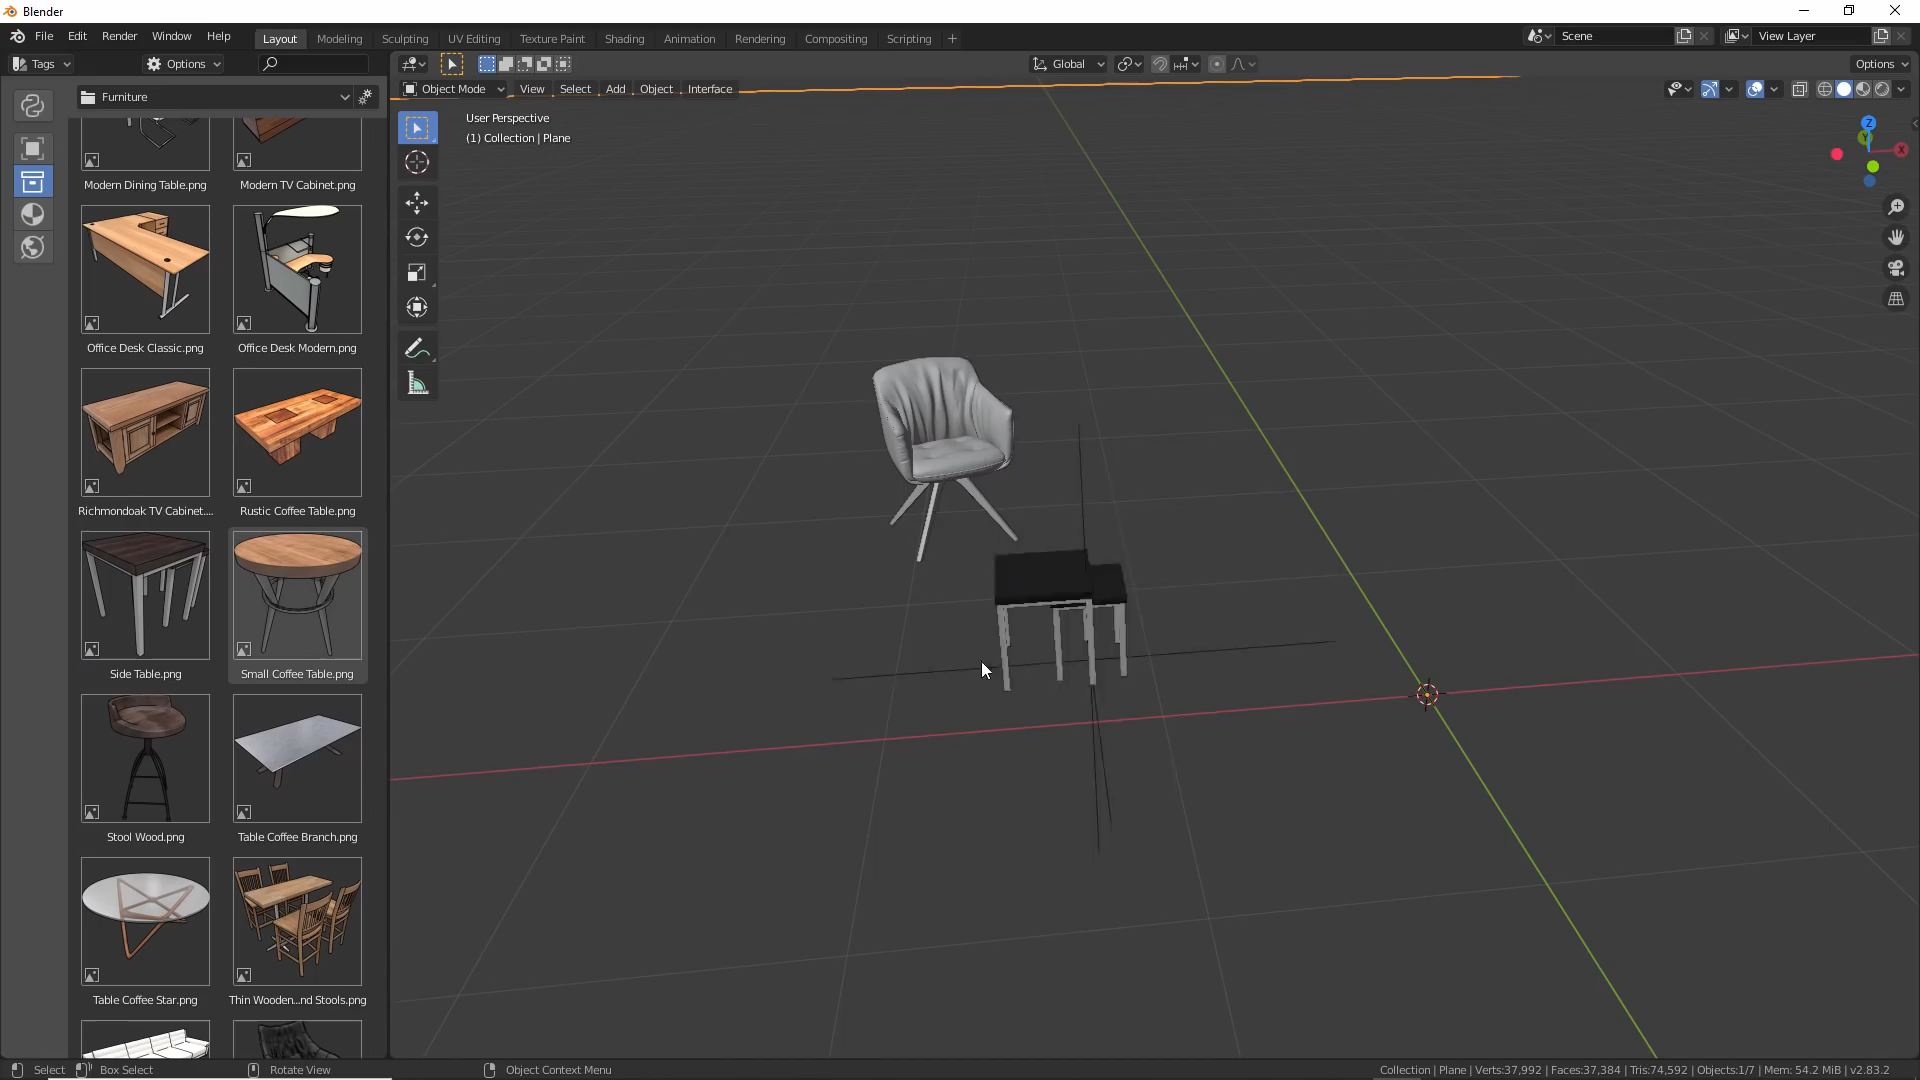 Blender
File Edit Render Window Help
Layout Modeling Sculpting UV Editing Texture Paint Shading Animation Rendering Compositing Scripting +
Scene
View Layer
Tags
Options
Global
Options
Furniture
Object Mode View Select Add Object Interface
User Perspective
(1) Collection | Plane
Z
Y
X
Modern Dining Table.png
Modern TV Cabinet.png
Office Desk Classic.png
Office Desk Modern.png
Richmondoak TV Cabinet....
Rustic Coffee Table.png
Side Table.png
Small Coffee Table.png
Stool Wood.png
Table Coffee Branch.png
Table Coffee Star.png
Thin Wooden...nd Stools.png
Select Box Select Rotate View Object Context Menu
Collection | Plane | Verts:37,992 | Faces:37,384 | Tris:74,592 | Objects:1/7 | Mem: 54.2 MiB | v2.83.2